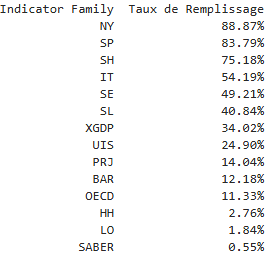 Indicator Family Taux de Remplissage
NY 88.87%
SP 83.79%
SH 75.18%
IT 54.19%
SE 49.21%
SL 40.84%
XGDP 34.02%
UIS 24.90%
PRJ 14.04%
BAR 12.18%
OECD 11.33%
HH 2.76%
LO 1.84%
SABER 0.55%